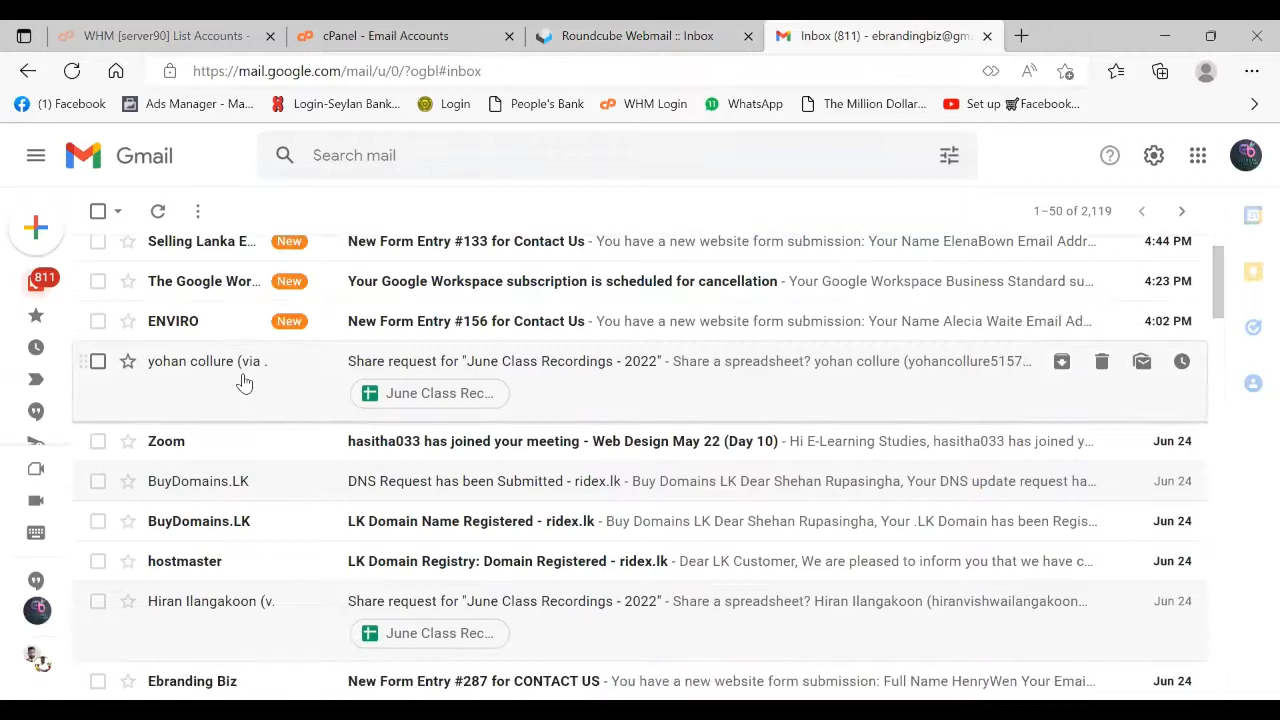 WHM [server90] List Accounts -
cPanel - Email Accounts
Roundcube Webmail :: Inbox
Inbox (811) - ebrandingbiz@gm
https://mail.google.com/mail/u/0/?ogbl#inbox
(1) Facebook
Ads Manager - Ma...
Login-Seylan Bank...
Login
People's Bank
WHM Login
WhatsApp
The Million Dollar...
Set up 🛒Facebook...
Gmail
Search mail
1–50 of 2,119
811
Selling Lanka E... New New Form Entry #133 for Contact Us - You have a new website form submission: Your Name ElenaBown Email Addr... 4:44 PM
The Google Wor... New Your Google Workspace subscription is scheduled for cancellation - Your Google Workspace Business Standard su... 4:23 PM
ENVIRO New New Form Entry #156 for Contact Us - You have a new website form submission: Your Name Alecia Waite Email Ad... 4:02 PM
yohan collure (via . Share request for "June Class Recordings - 2022" - Share a spreadsheet? yohan collure (yohancollure5157...
June Class Rec...
Zoom hasitha033 has joined your meeting - Web Design May 22 (Day 10) - Hi E-Learning Studies, hasitha033 has joined y... Jun 24
BuyDomains.LK DNS Request has been Submitted - ridex.lk - Buy Domains LK Dear Shehan Rupasingha, Your DNS update request ha... Jun 24
BuyDomains.LK LK Domain Name Registered - ridex.lk - Buy Domains LK Dear Shehan Rupasingha, Your .LK Domain has been Regis... Jun 24
hostmaster LK Domain Registry: Domain Registered - ridex.lk - Dear LK Customer, We are pleased to inform you that we have c... Jun 24
Hiran Ilangakoon (v. Share request for "June Class Recordings - 2022" - Share a spreadsheet? Hiran Ilangakoon (hiranvishwailangakoon... Jun 24
June Class Rec...
Ebranding Biz New Form Entry #287 for CONTACT US - You have a new website form submission: Full Name HenryWen Your Emai... Jun 24